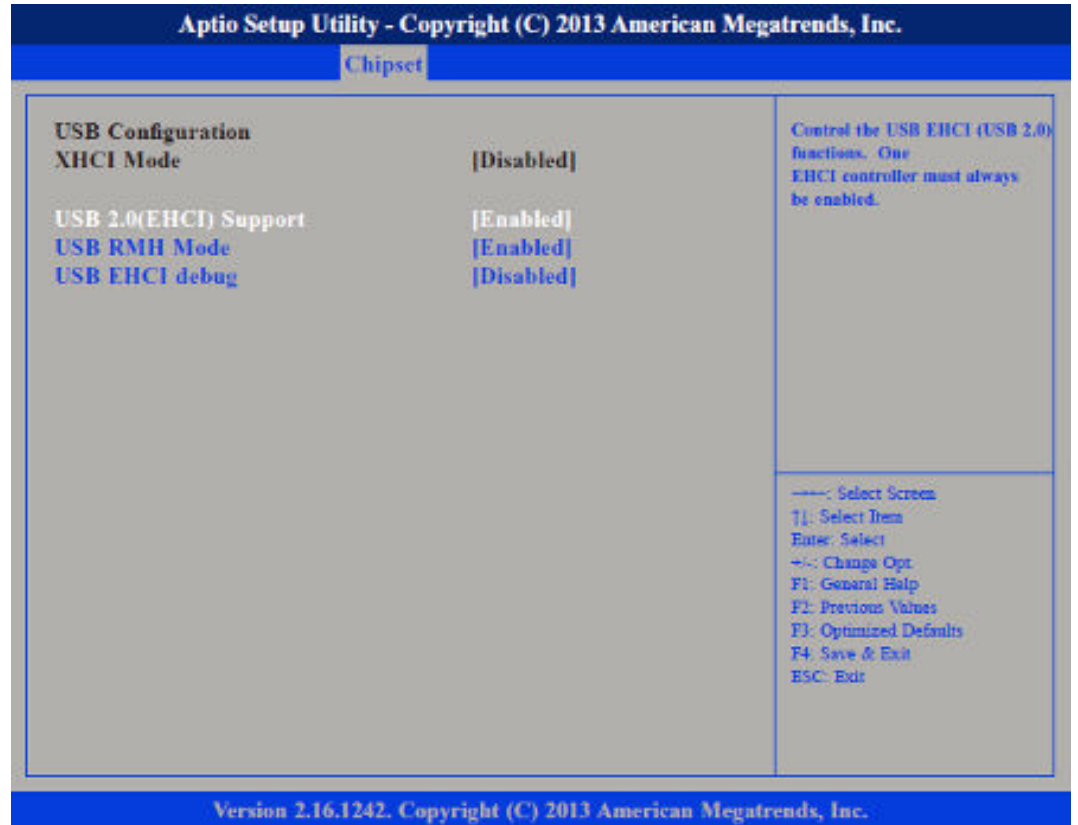 Aptio Setup Utility - Copyright (C) 2013 American Megatrends, Inc.
Chipset
USB Configuration
XHCI Mode [Disabled]
USB 2.0(EHCI) Support [Enabled]
USB RMH Mode [Enabled]
USB EHCI debug [Disabled]
Control the USB EHCI (USB 2.0)
functions. One
EHCI controller must always
be enabled.
: Select Screen
↑↓: Select Item
Enter: Select
+/-: Change Opt.
F1: General Help
F2: Previous Values
F3: Optimized Defaults
F4: Save & Exit
ESC: Exit
Version 2.16.1242. Copyright (C) 2013 American Megatrends, Inc.